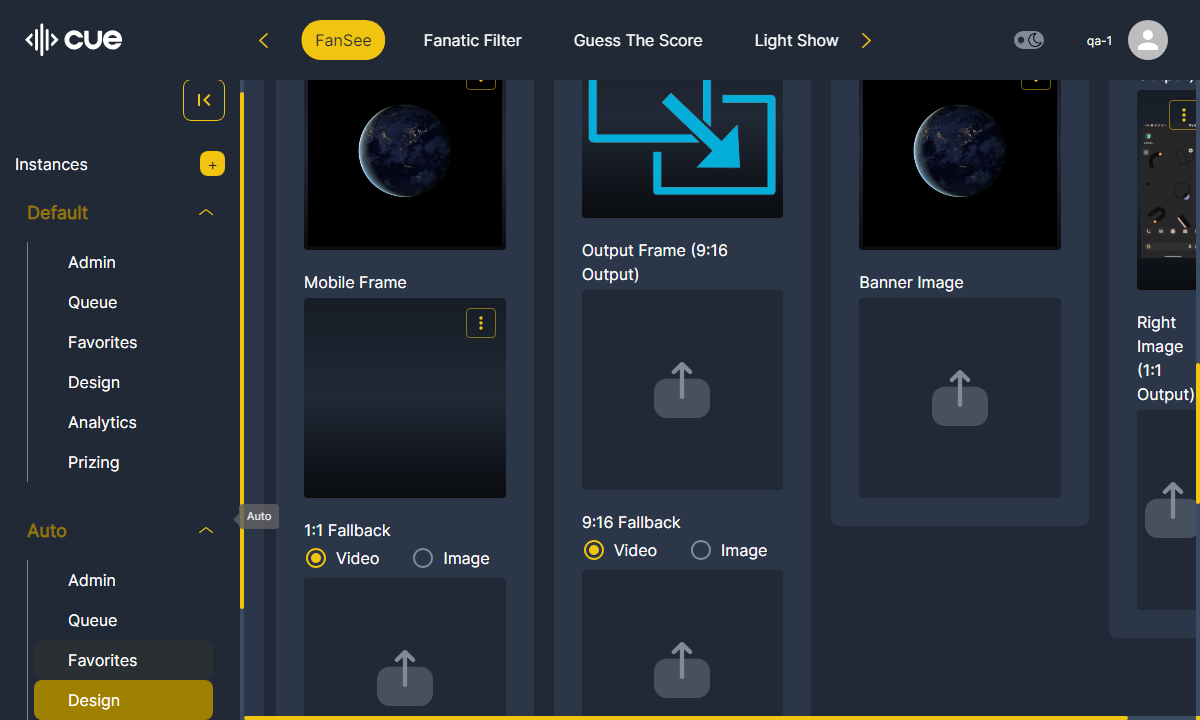 cue
FanSee
Fanatic Filter
Guess The Score
Light Show
qa-1
Instances
+
Default
Admin
Queue
Favorites
Design
Analytics
Prizing
Auto
Auto
Admin
Queue
Favorites
Design
Mobile Frame
1:1 Fallback
Video
Image
Output Frame (9:16
Output)
9:16 Fallback
Video
Image
Banner Image
Right
Image
(1:1
Output)